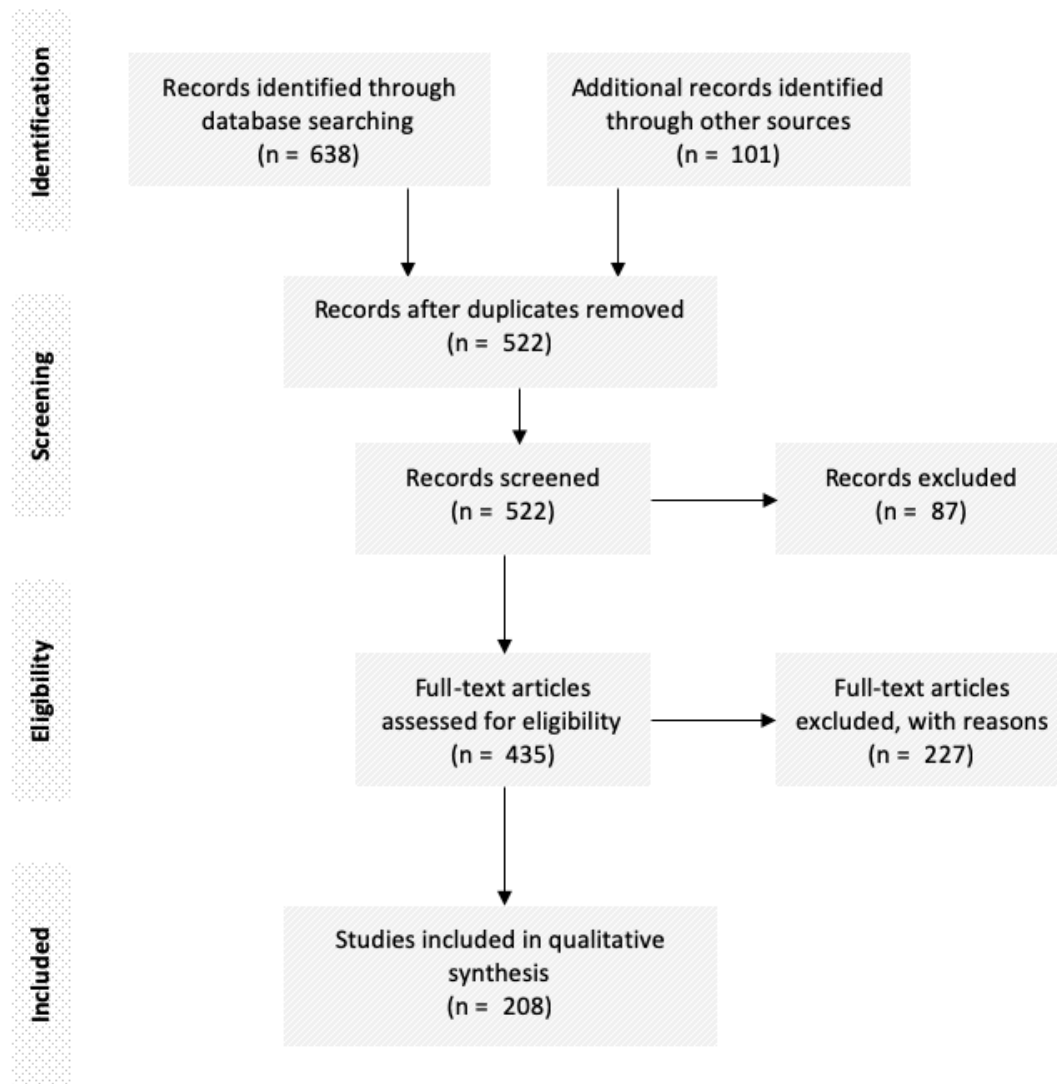 Identification
Records identified through
database searching
(n = 638)
Additional records identified
through other sources
(n = 101)
Screening
Records after duplicates removed
(n = 522)
Records screened
(n = 522)
Records excluded
(n = 87)
Eligibility
Full-text articles
assessed for eligibility
(n = 435)
Full-text articles
excluded, with reasons
(n = 227)
Included
Studies included in qualitative
synthesis
(n = 208)